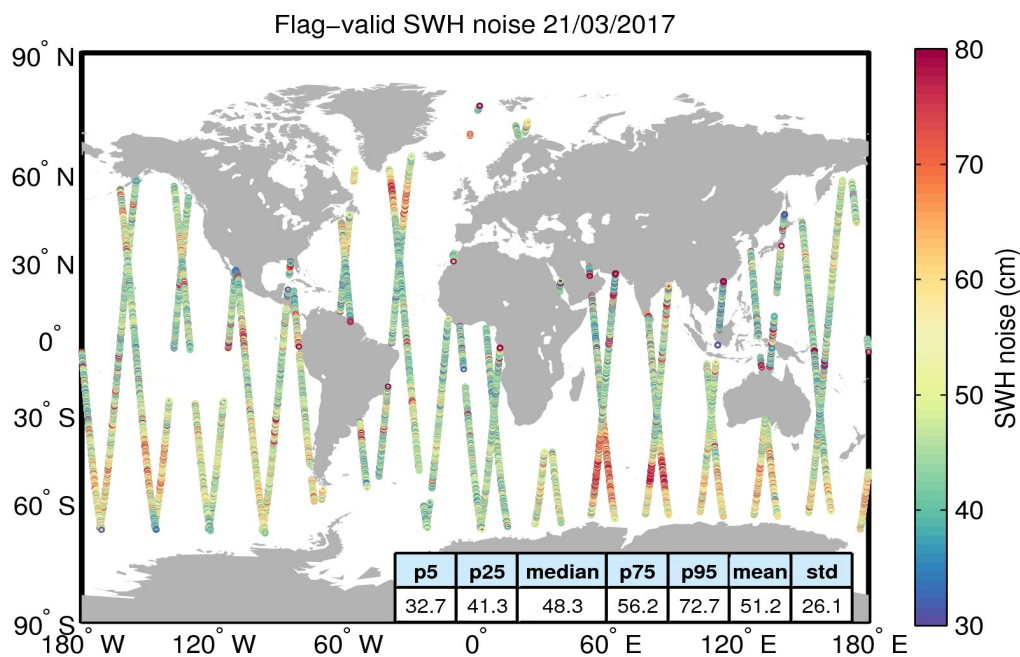 Flag−valid SWH noise 21/03/2017
90° N
60° N
30° N
0°
30° S
60° S
90° S
180° W
120° W
60° W
0°
60° E
120° E
180° E
p5 p25 median p75 p95 mean std
32.7 41.3 48.3 56.2 72.7 51.2 26.1
80
70
60
50
40
30
SWH noise (cm)